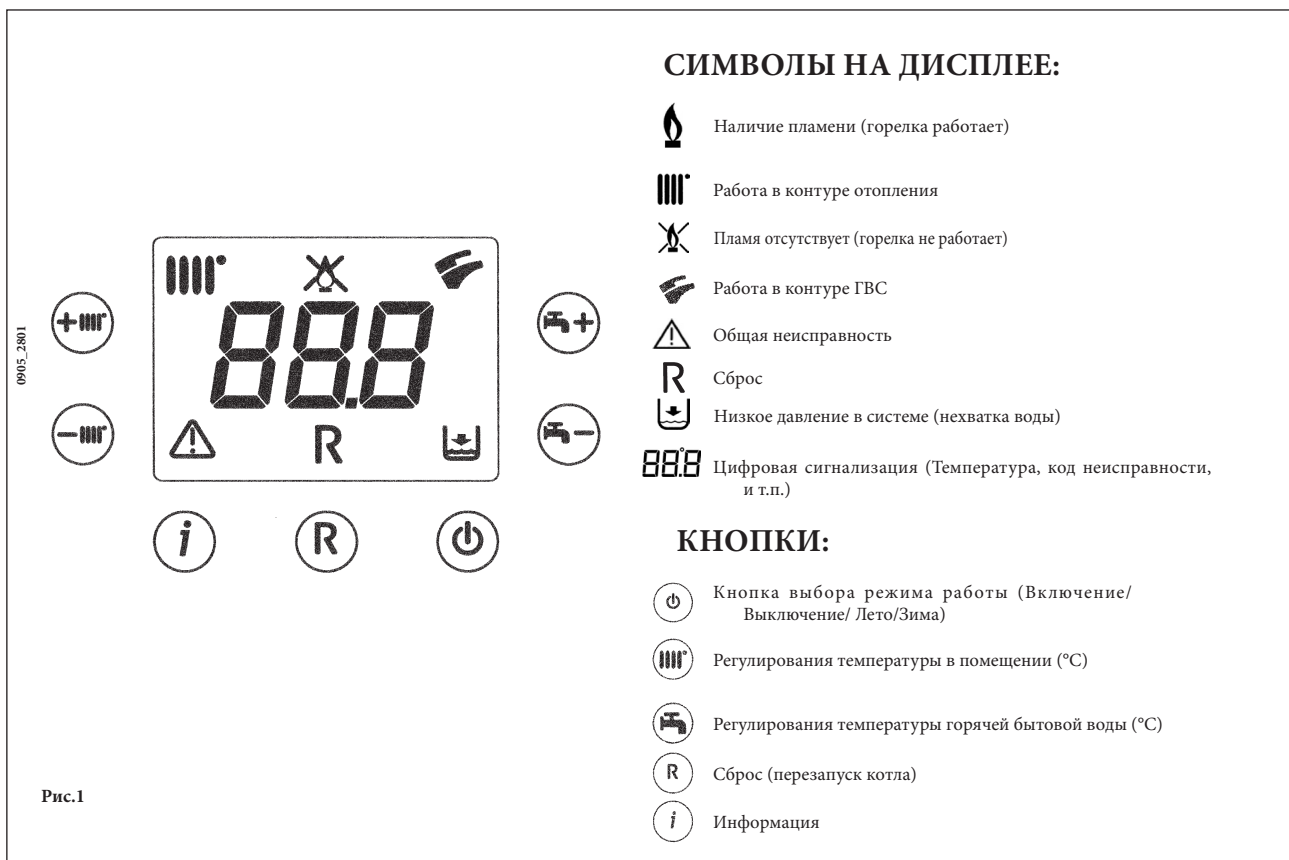 СИМВОЛЫ НА ДИСПЛЕЕ:
Наличие пламени (горелка работает)
Работа в контуре отопления
Пламя отсутствует (горелка не работает)
Работа в контуре ГВС
Общая неисправность
R Сброс
Низкое давление в системе (нехватка воды)
88.8 Цифровая сигнализация (Температура, код неисправности,
и т.п.)
КНОПКИ:
Кнопка выбора режима работы (Включение/
Выключение/ Лето/Зима)
Регулирования температуры в помещении (°C)
Регулирования температуры горячей бытовой воды (°C)
R Сброс (перезапуск котла)
i Информация
0905_2801
+
88.8
+
-
R
-
i
R
Рис.1